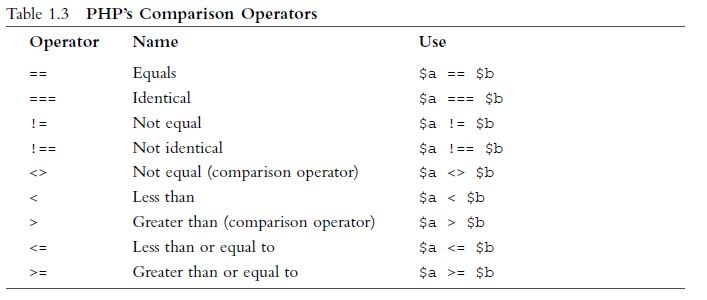 Table 1.3 PHP's Comparison Operators
Operator Name Use
== Equals $a == $b
=== Identical $a === $b
!= Not equal $a != $b
!== Not identical $a !== $b
<> Not equal (comparison operator) $a <> $b
< Less than $a < $b
> Greater than (comparison operator) $a > $b
<= Less than or equal to $a <= $b
>= Greater than or equal to $a >= $b